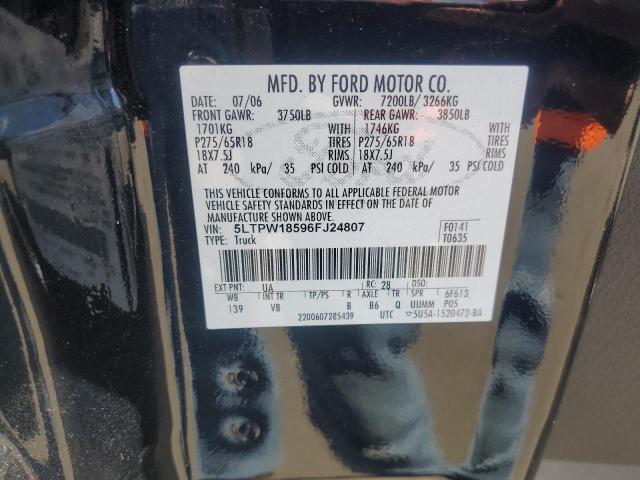 MFD. BY FORD MOTOR CO.
DATE: 07/06 GVWR: 7200LB/ 3266KG
FRONT GAWR: 3750LB REAR GAWR: 3850LB
1701KG WITH 1746KG WITH
P275/65R18 TIRES P275/65R18 TIRES
18X7.5J RIMS 18X7.5J RIMS
AT 240 kPa/ 35 PSI COLD AT 240 kPa/ 35 PSI COLD
THIS VEHICLE CONFORMS TO ALL APPLICABLE FEDERAL MOTOR
VEHICLE SAFETY STANDARDS IN EFFECT ON THE DATE OF
MANUFACTURE SHOWN ABOVE.
VIN: 5LTPW18596FJ24807 F0141
TYPE: Truck T0635
EXT PNT: UA RC: 28 DSO:
WB INT TR TP/PS R AXLE TR SPR 6F613
139 VB B B6 Q UUMM P05
2200607285439 UTC ▽5U5A-1520472-BA